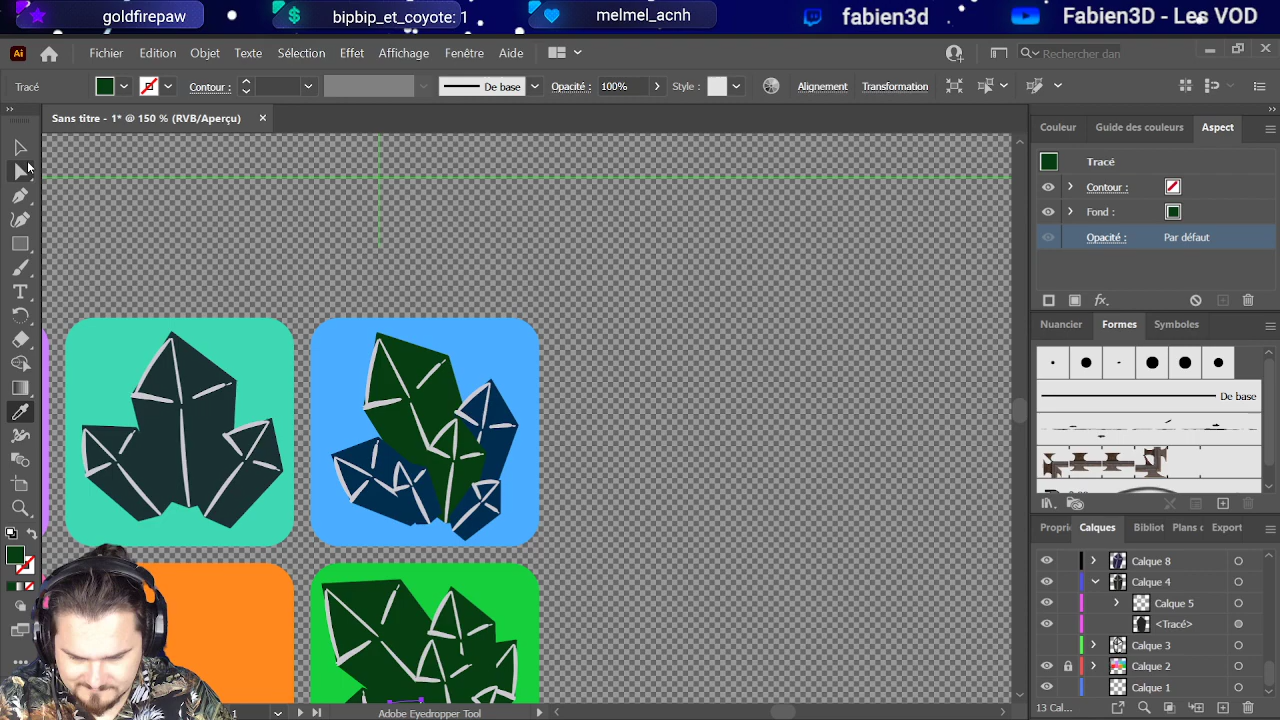 goldfirepaw
bipbip_et_coyote: 1
melmel_acnh
fabien3d
Fabien3D - Les VOD
Ai
Fichier Edition Objet Texte Sélection Effet Affichage Fenêtre Aide
Rechercher dan
Tracé
Contour :
De base
Opacité : 100%
Style :
Alignement
Transformation
Sans titre - 1* @ 150 % (RVB/Aperçu)
Couleur
Guide des couleurs
Aspect
Tracé
Contour :
Fond :
Opacité : Par défaut
fx
Nuancier
Formes
Symboles
De base
Propri
Calques
Bibliot
Plans c
Export
Calque 8
Calque 4
Calque 5
<Tracé>
Calque 3
Calque 2
Calque 1
13 Cal...
Adobe Eyedropper Tool